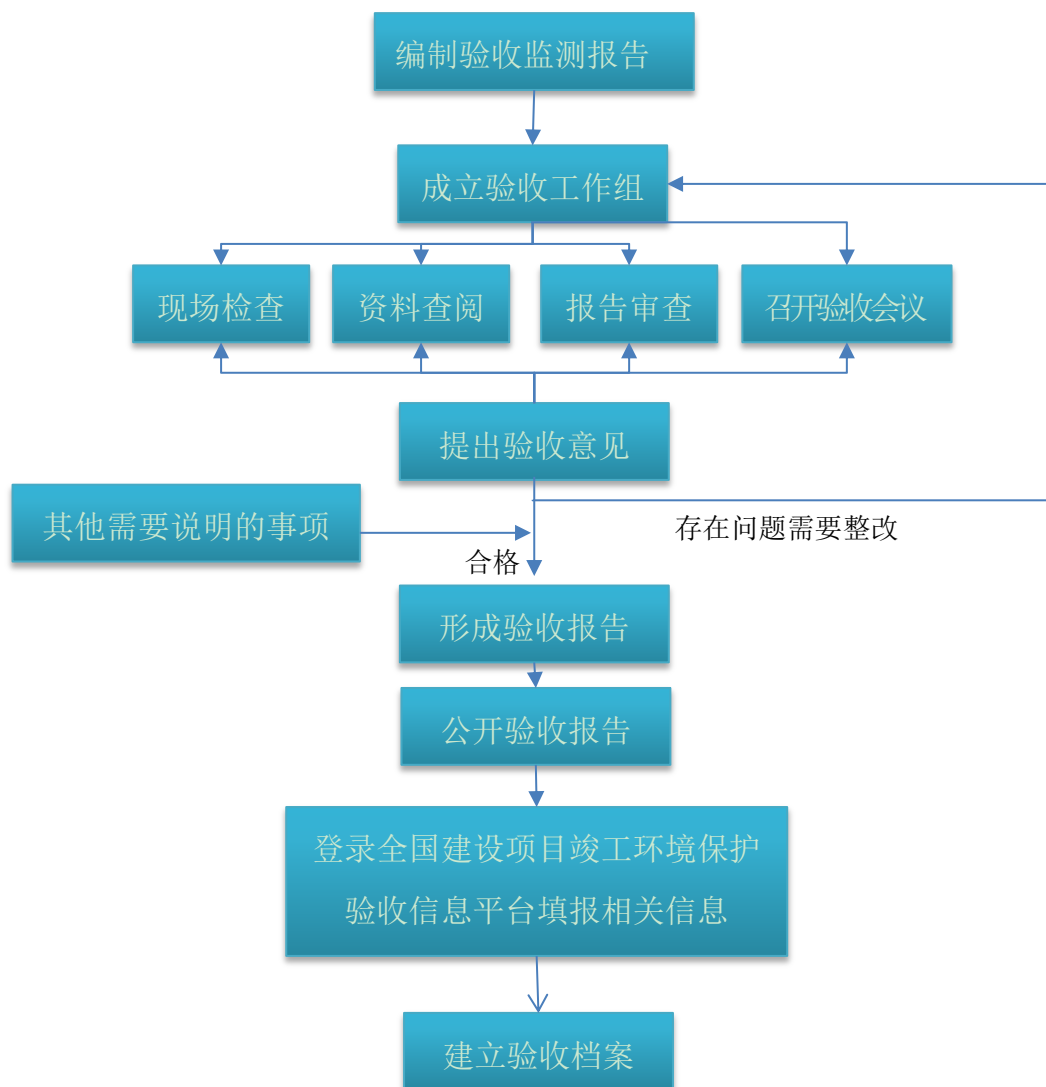 编制验收监测报告
成立验收工作组
现场检查
资料查阅
报告审查
召开验收会议
提出验收意见
其他需要说明的事项
存在问题需要整改
合格
形成验收报告
公开验收报告
登录全国建设项目竣工环境保护
验收信息平台填报相关信息
建立验收档案